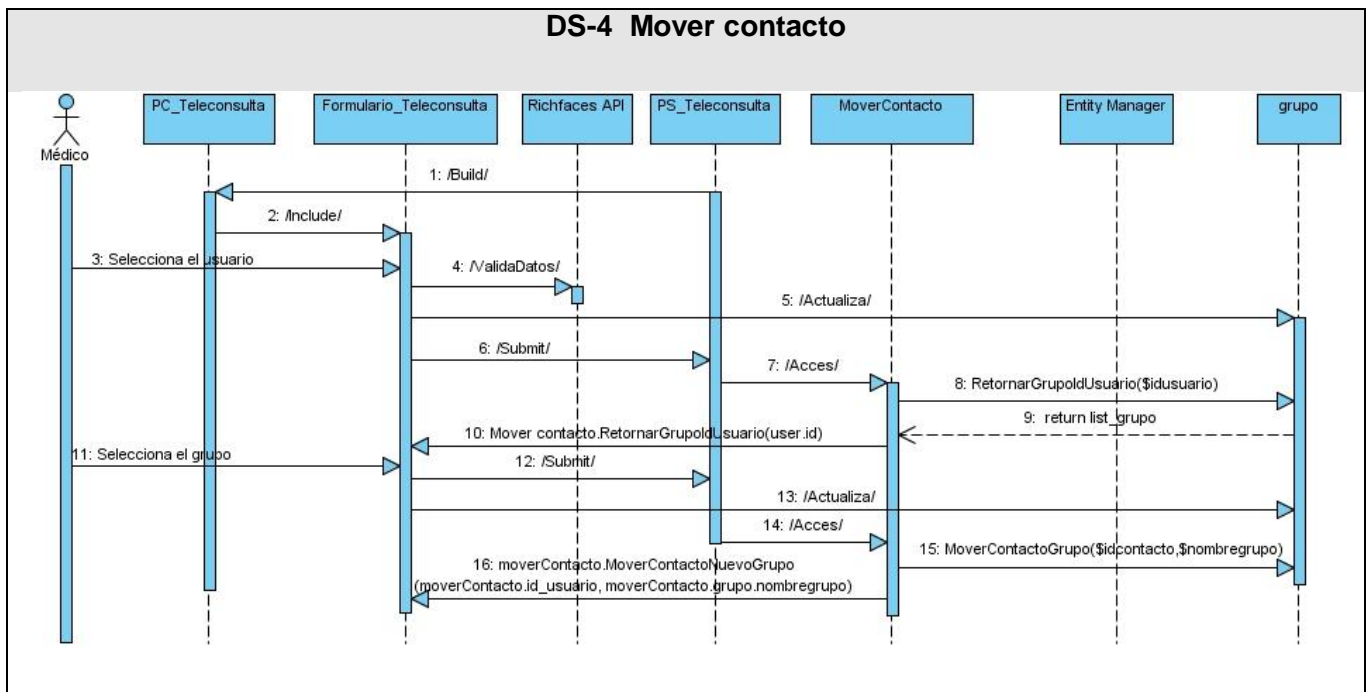 DS-4 Mover contacto
PC_Teleconsulta
Formulario_Teleconsulta
Richfaces API
PS_Teleconsulta
MoverContacto
Entity Manager
grupo
Médico
1: /Build/
2: /Include/
3: Selecciona el usuario
4: /ValidaDatos/
5: /Actualiza/
6: /Submit/
7: /Acces/
8: RetornarGrupoIdUsuario($idusuario)
9: return list_grupo
10: Mover contacto.RetornarGrupoIdUsuario(user.id)
11: Selecciona el grupo
12: /Submit/
13: /Actualiza/
14: /Acces/
15: MoverContactoGrupo($idcontacto,$nombregrupo)
16: moverContacto.MoverContactoNuevoGrupo
(moverContacto.id_usuario, moverContacto.grupo.nombregrupo)